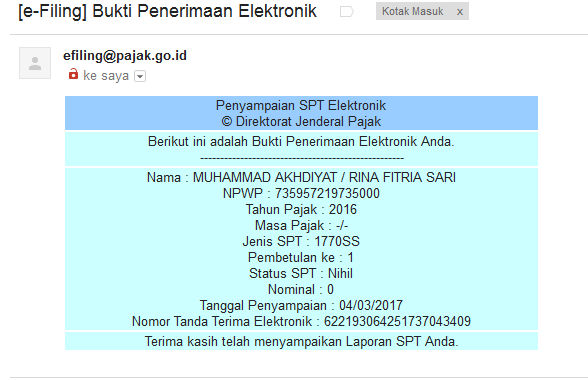 [e-Filing] Bukti Penerimaan Elektronik
Kotak Masuk x
efiling@pajak.go.id
ke saya
Penyampaian SPT Elektronik
© Direktorat Jenderal Pajak
Berikut ini adalah Bukti Penerimaan Elektronik Anda.
---------------------------------------------------
Nama : MUHAMMAD AKHDIYAT / RINA FITRIA SARI
NPWP : 735957219735000
Tahun Pajak : 2016
Masa Pajak : -/-
Jenis SPT : 1770SS
Pembetulan ke : 1
Status SPT : Nihil
Nominal : 0
Tanggal Penyampaian : 04/03/2017
Nomor Tanda Terima Elektronik : 622193064251737043409
Terima kasih telah menyampaikan Laporan SPT Anda.